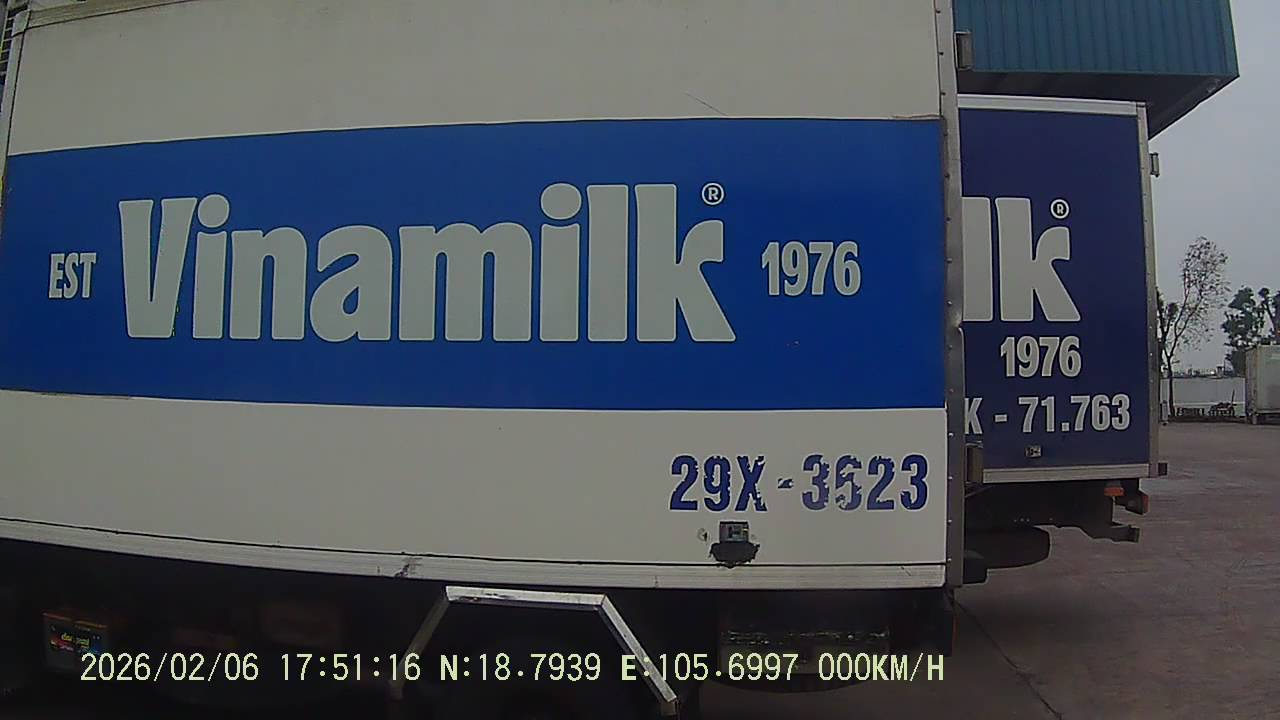 EST Vinamilk® 1976
29X-3623
lk®
1976
K - 71.763
2026/02/06 17:51:16 N:18.7939 E:105.6997 000KM/H